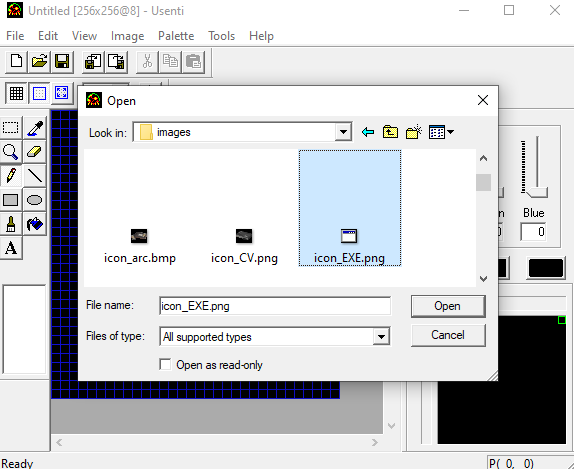 Untitled [256x256@8] - Usenti
File Edit View Image Palette Tools Help
Open
Look in: images
icon_arc.bmp icon_CV.png icon_EXE.png
File name: icon_EXE.png Open
Files of type: All supported types Cancel
Open as read-only
Blue
0
A
Ready P( 0, 0)